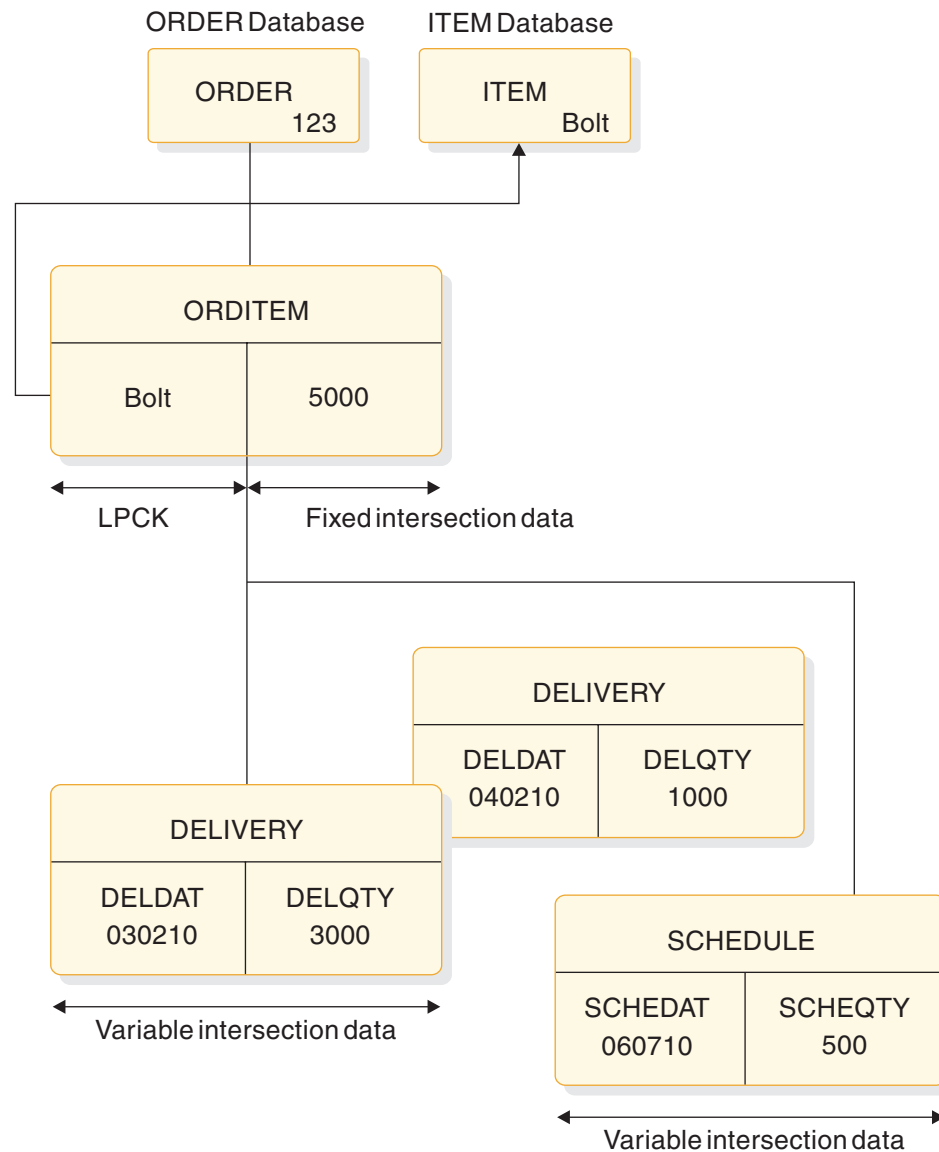 ORDER Database
ITEM Database
ORDER
123
ITEM
Bolt
ORDITEM
Bolt
5000
LPCK
Fixed intersection data
DELIVERY
DELDAT
040210
DELQTY
1000
DELIVERY
DELDAT
030210
DELQTY
3000
Variable intersection data
SCHEDULE
SCHEDAT
060710
SCHEQTY
500
Variable intersection data